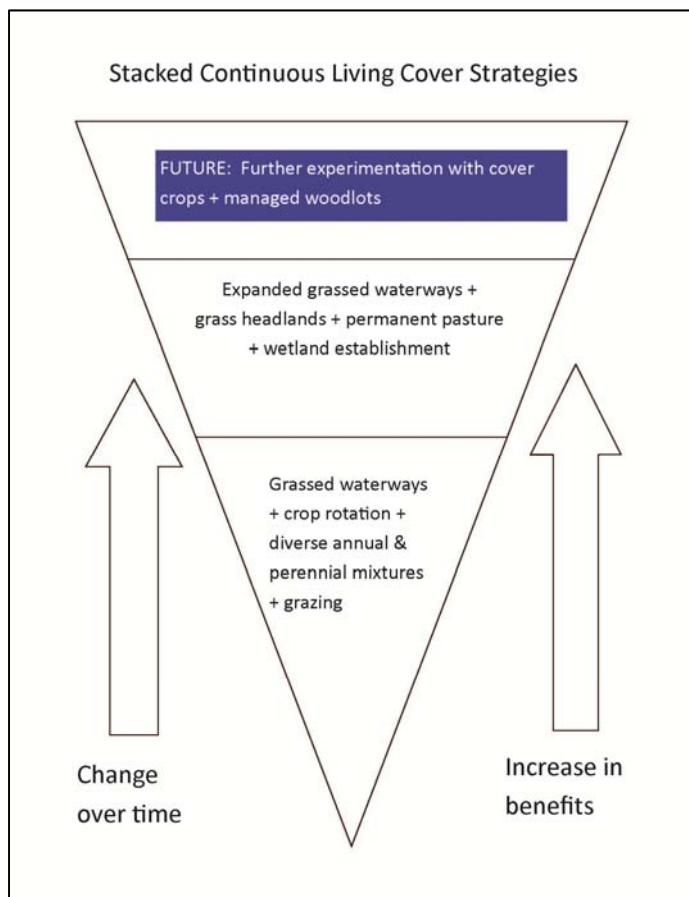 Stacked Continuous Living Cover Strategies
FUTURE:  Further experimentation with cover
crops + managed woodlots
Expanded grassed waterways +
grass headlands + permanent pasture
+ wetland establishment
Grassed waterways
+ crop rotation +
diverse annual &
perennial mixtures
+ grazing
Change
over time
Increase in
benefits